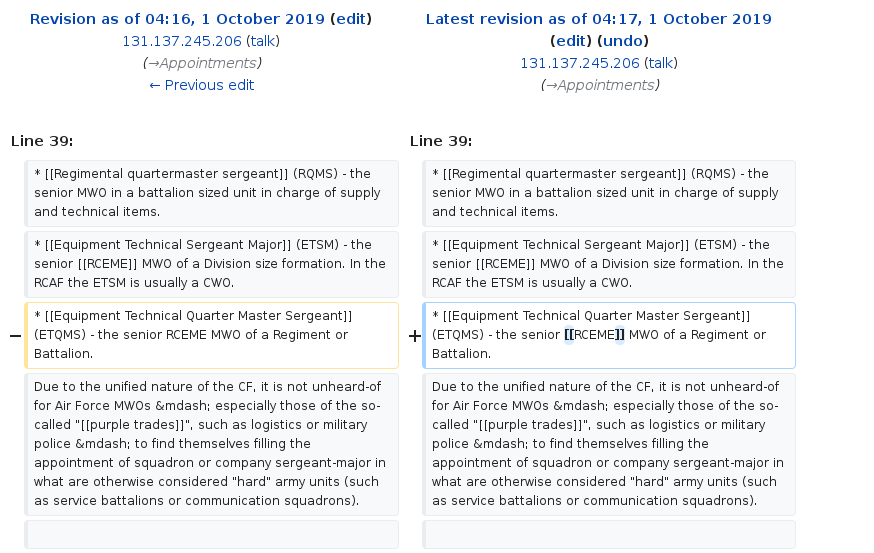 Revision as of 04:16, 1 October 2019 (edit)
131.137.245.206 (talk)
(→Appointments)
← Previous edit
Latest revision as of 04:17, 1 October 2019
(edit) (undo)
131.137.245.206 (talk)
(→Appointments)
Line 39:
* [[Regimental quartermaster sergeant]] (RQMS) - the
senior MWO in a battalion sized unit in charge of supply
and technical items.
* [[Equipment Technical Sergeant Major]] (ETSM) - the
senior [[RCEME]] MWO of a Division size formation. In the
RCAF the ETSM is usually a CWO.
−
* [[Equipment Technical Quarter Master Sergeant]]
(ETQMS) - the senior RCEME MWO of a Regiment or
Battalion.
Due to the unified nature of the CF, it is not unheard-of
for Air Force MWOs &mdash; especially those of the so-
called "[[purple trades]]", such as logistics or military
police &mdash; to find themselves filling the
appointment of squadron or company sergeant-major in
what are otherwise considered "hard" army units (such
as service battalions or communication squadrons).
Line 39:
* [[Regimental quartermaster sergeant]] (RQMS) - the
senior MWO in a battalion sized unit in charge of supply
and technical items.
* [[Equipment Technical Sergeant Major]] (ETSM) - the
senior [[RCEME]] MWO of a Division size formation. In the
RCAF the ETSM is usually a CWO.
+
* [[Equipment Technical Quarter Master Sergeant]]
(ETQMS) - the senior [[RCEME]] MWO of a Regiment or
Battalion.
Due to the unified nature of the CF, it is not unheard-of
for Air Force MWOs &mdash; especially those of the so-
called "[[purple trades]]", such as logistics or military
police &mdash; to find themselves filling the
appointment of squadron or company sergeant-major in
what are otherwise considered "hard" army units (such
as service battalions or communication squadrons).